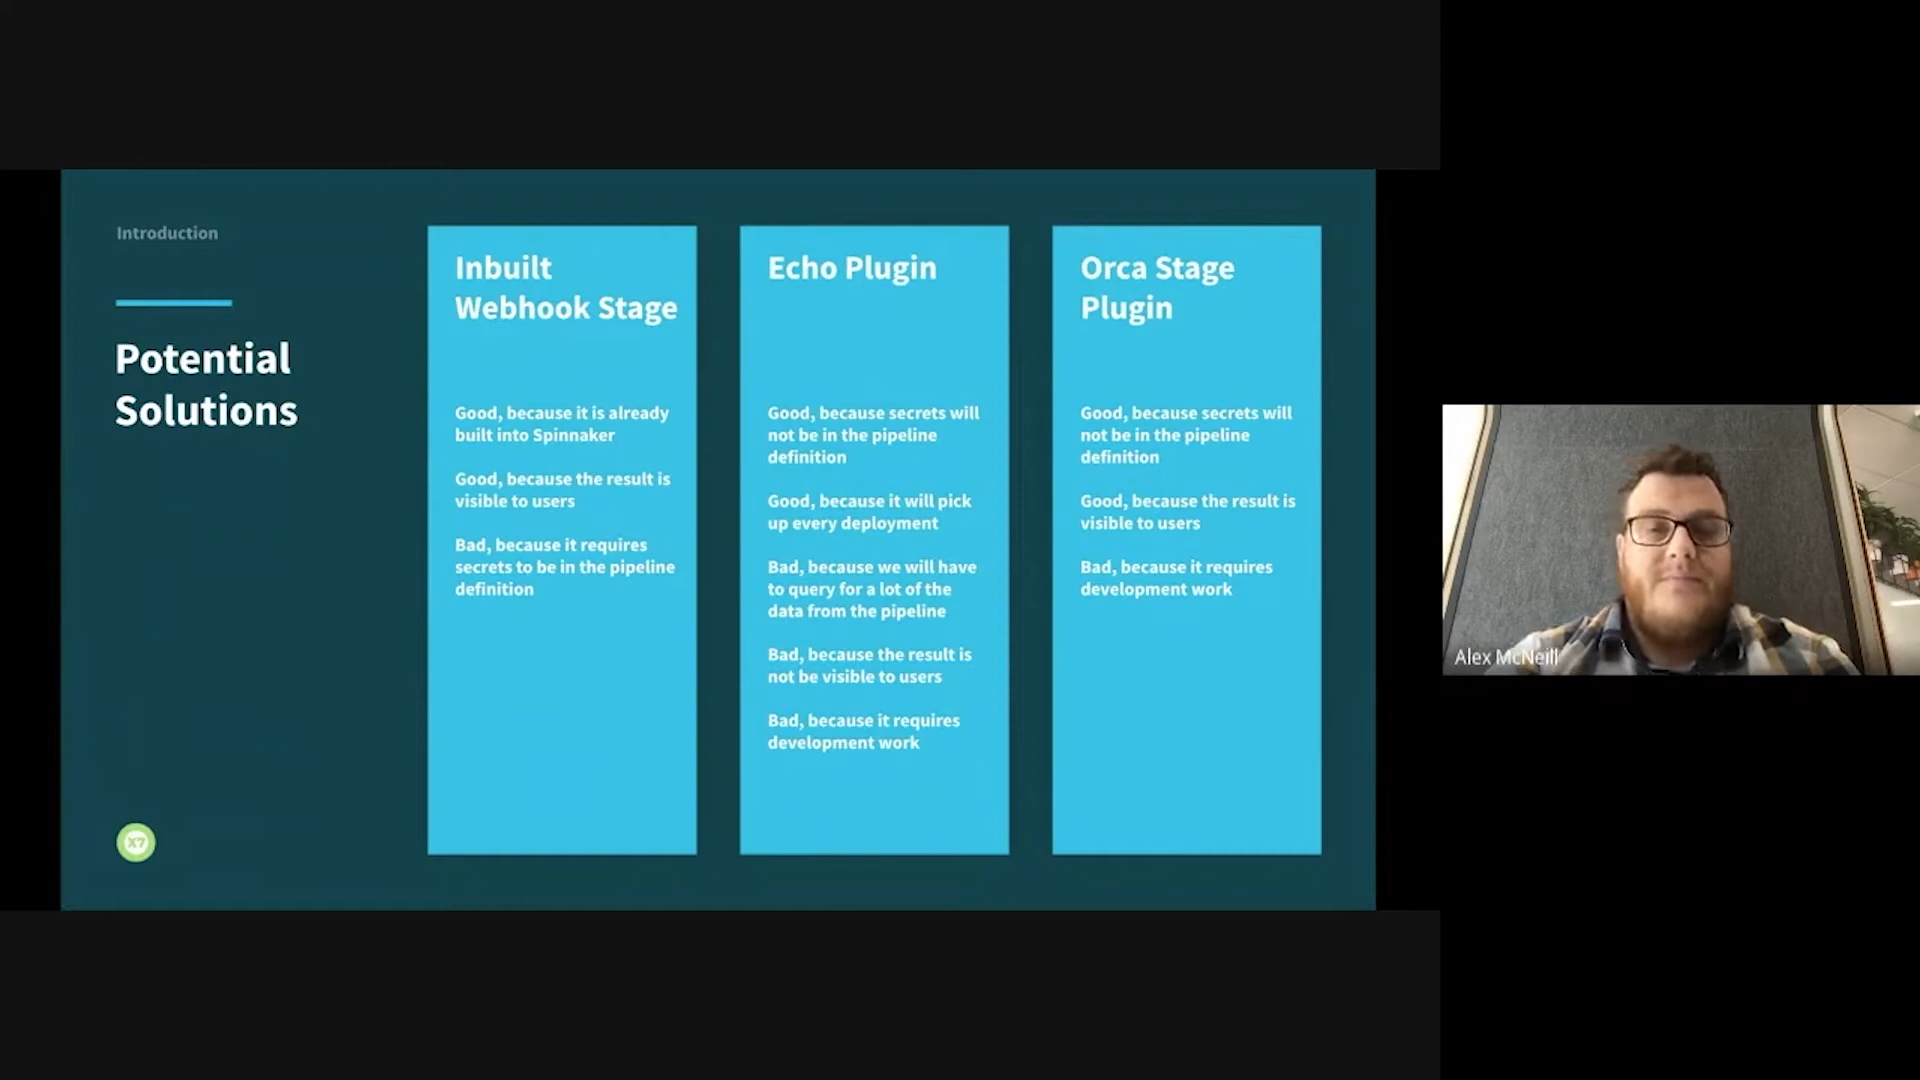 Introduction
Potential
Solutions
Inbuilt
Webhook Stage
Good, because it is already
built into Spinnaker
Good, because the result is
visible to users
Bad, because it requires
secrets to be in the pipeline
definition
Echo Plugin
Good, because secrets will
not be in the pipeline
definition
Good, because it will pick
up every deployment
Bad, because we will have
to query for a lot of the
data from the pipeline
Bad, because the result is
not be visible to users
Bad, because it requires
development work
Orca Stage
Plugin
Good, because secrets will
not be in the pipeline
definition
Good, because the result is
visible to users
Bad, because it requires
development work
X7
Alex McNeill